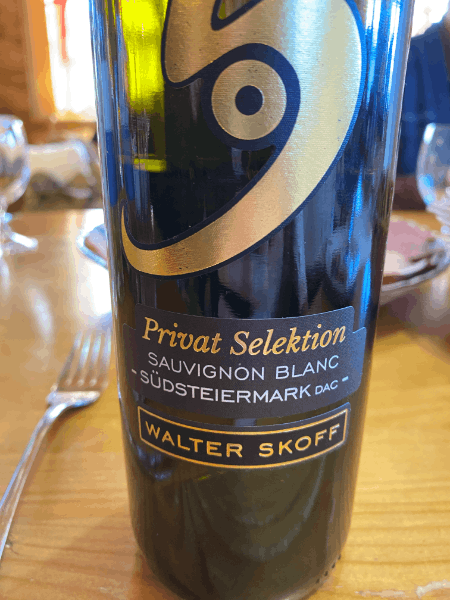 Privat Selektion
SAUVIGNON BLANC
- SÜDSTEIERMARK DAC -
WALTER SKOFF